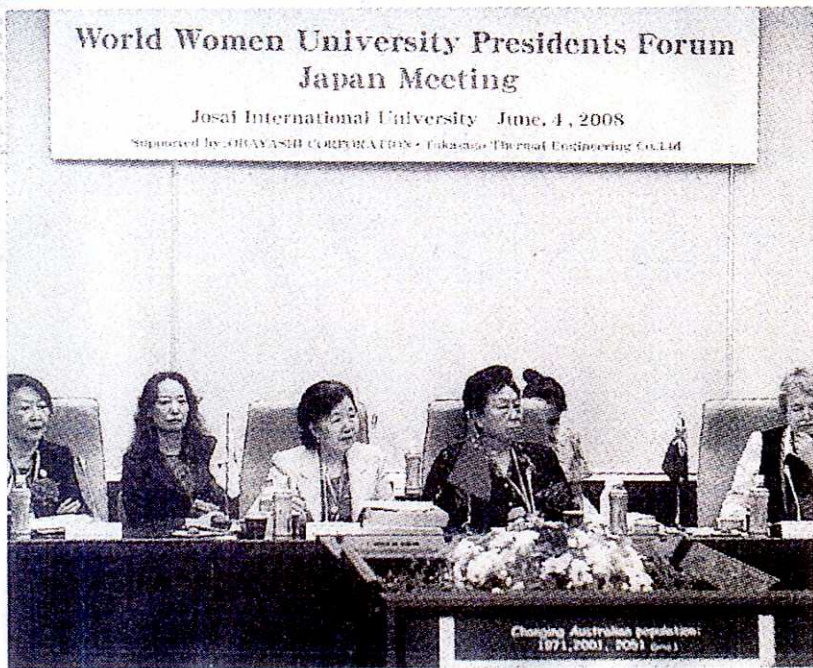 World Women University Presidents Forum
Japan Meeting
Josai International University June, 4, 2008
Supported by: OBAYASHI CORPORATION • Takasago Thermal Engineering Co.Ltd
Changing Australian population:
1971, 2001, 2051